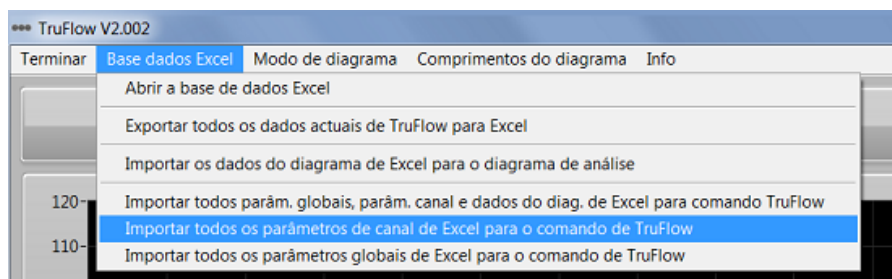 TruFlow V2.002
Terminar Base dados Excel Modo de diagrama Comprimentos do diagrama Info
Abrir a base de dados Excel
Exportar todos os dados actuais de TruFlow para Excel
Importar os dados do diagrama de Excel para o diagrama de análise
120
Importar todos parâm. globais, parâm. canal e dados do diag. de Excel para comando TruFlow
Importar todos os parâmetros de canal de Excel para o comando de TruFlow
110
Importar todos os parâmetros globais de Excel para o comando de TruFlow